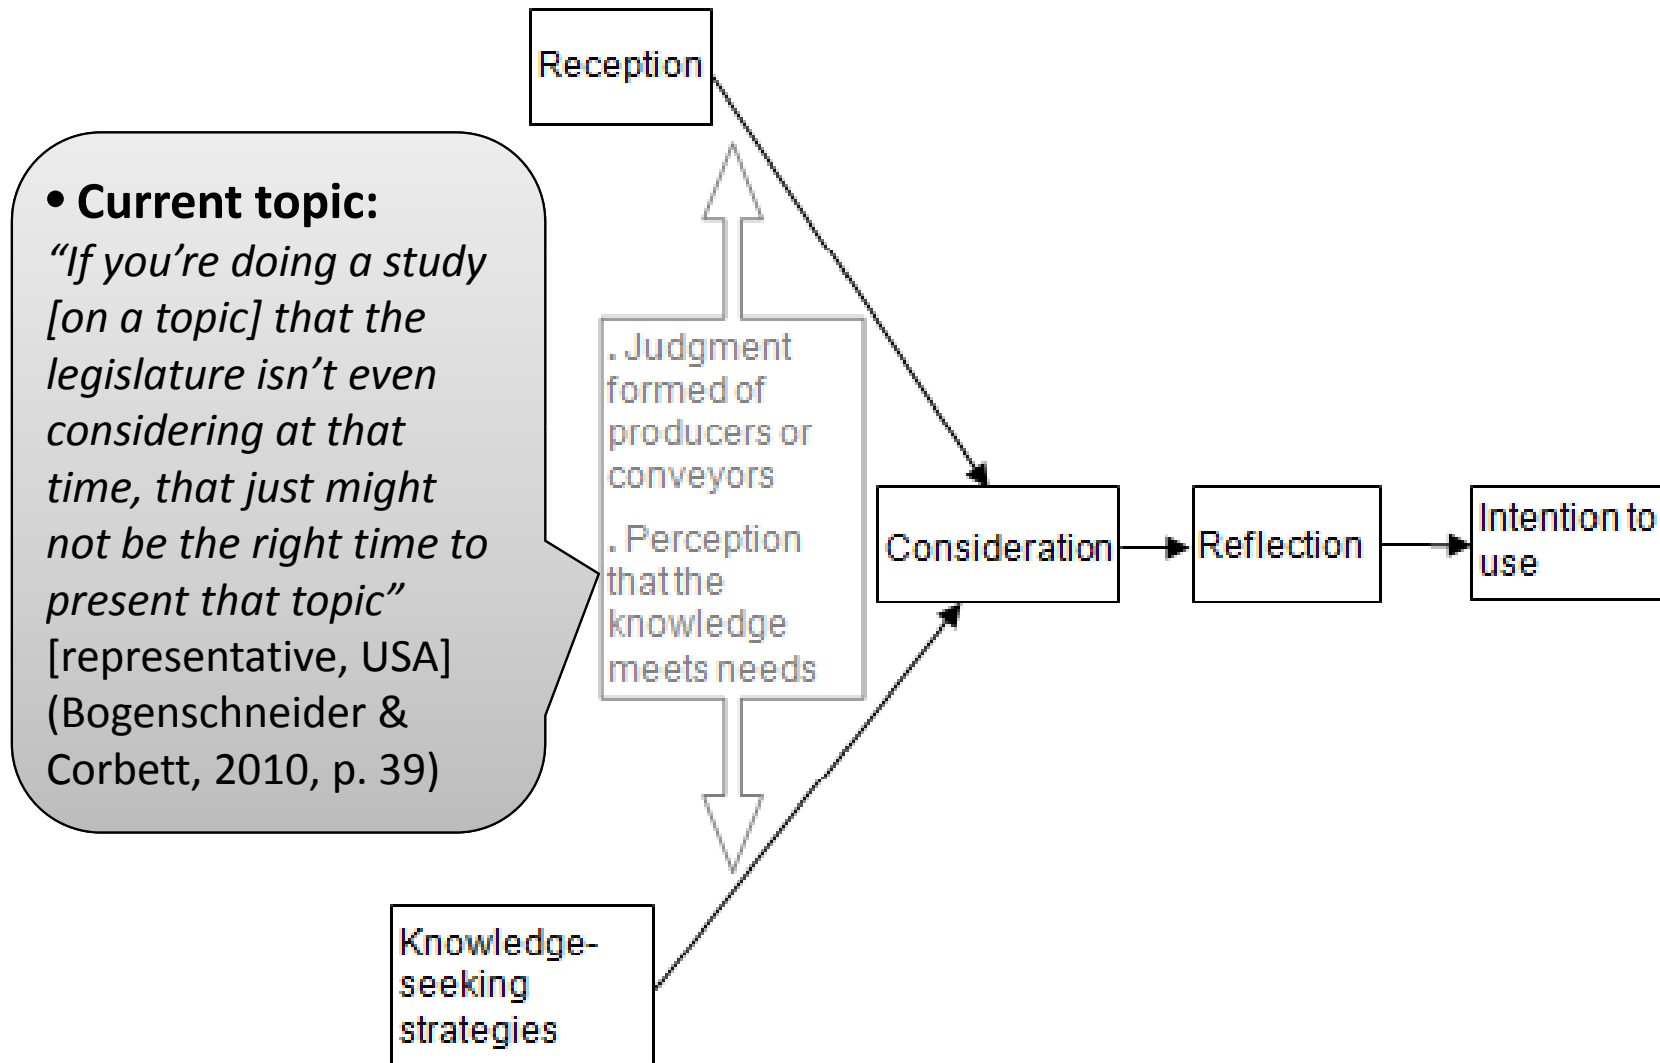 Reception
• Current topic:
“If you’re doing a study
[on a topic] that the
legislature isn’t even
considering at that
time, that just might
not be the right time to
present that topic”
[representative, USA]
(Bogenschneider &
Corbett, 2010, p. 39)
. Judgment
formed of
producers or
conveyors
. Perception
that the
knowledge
meets needs
Consideration
Reflection
Intention to
use
Knowledge-
seeking
strategies